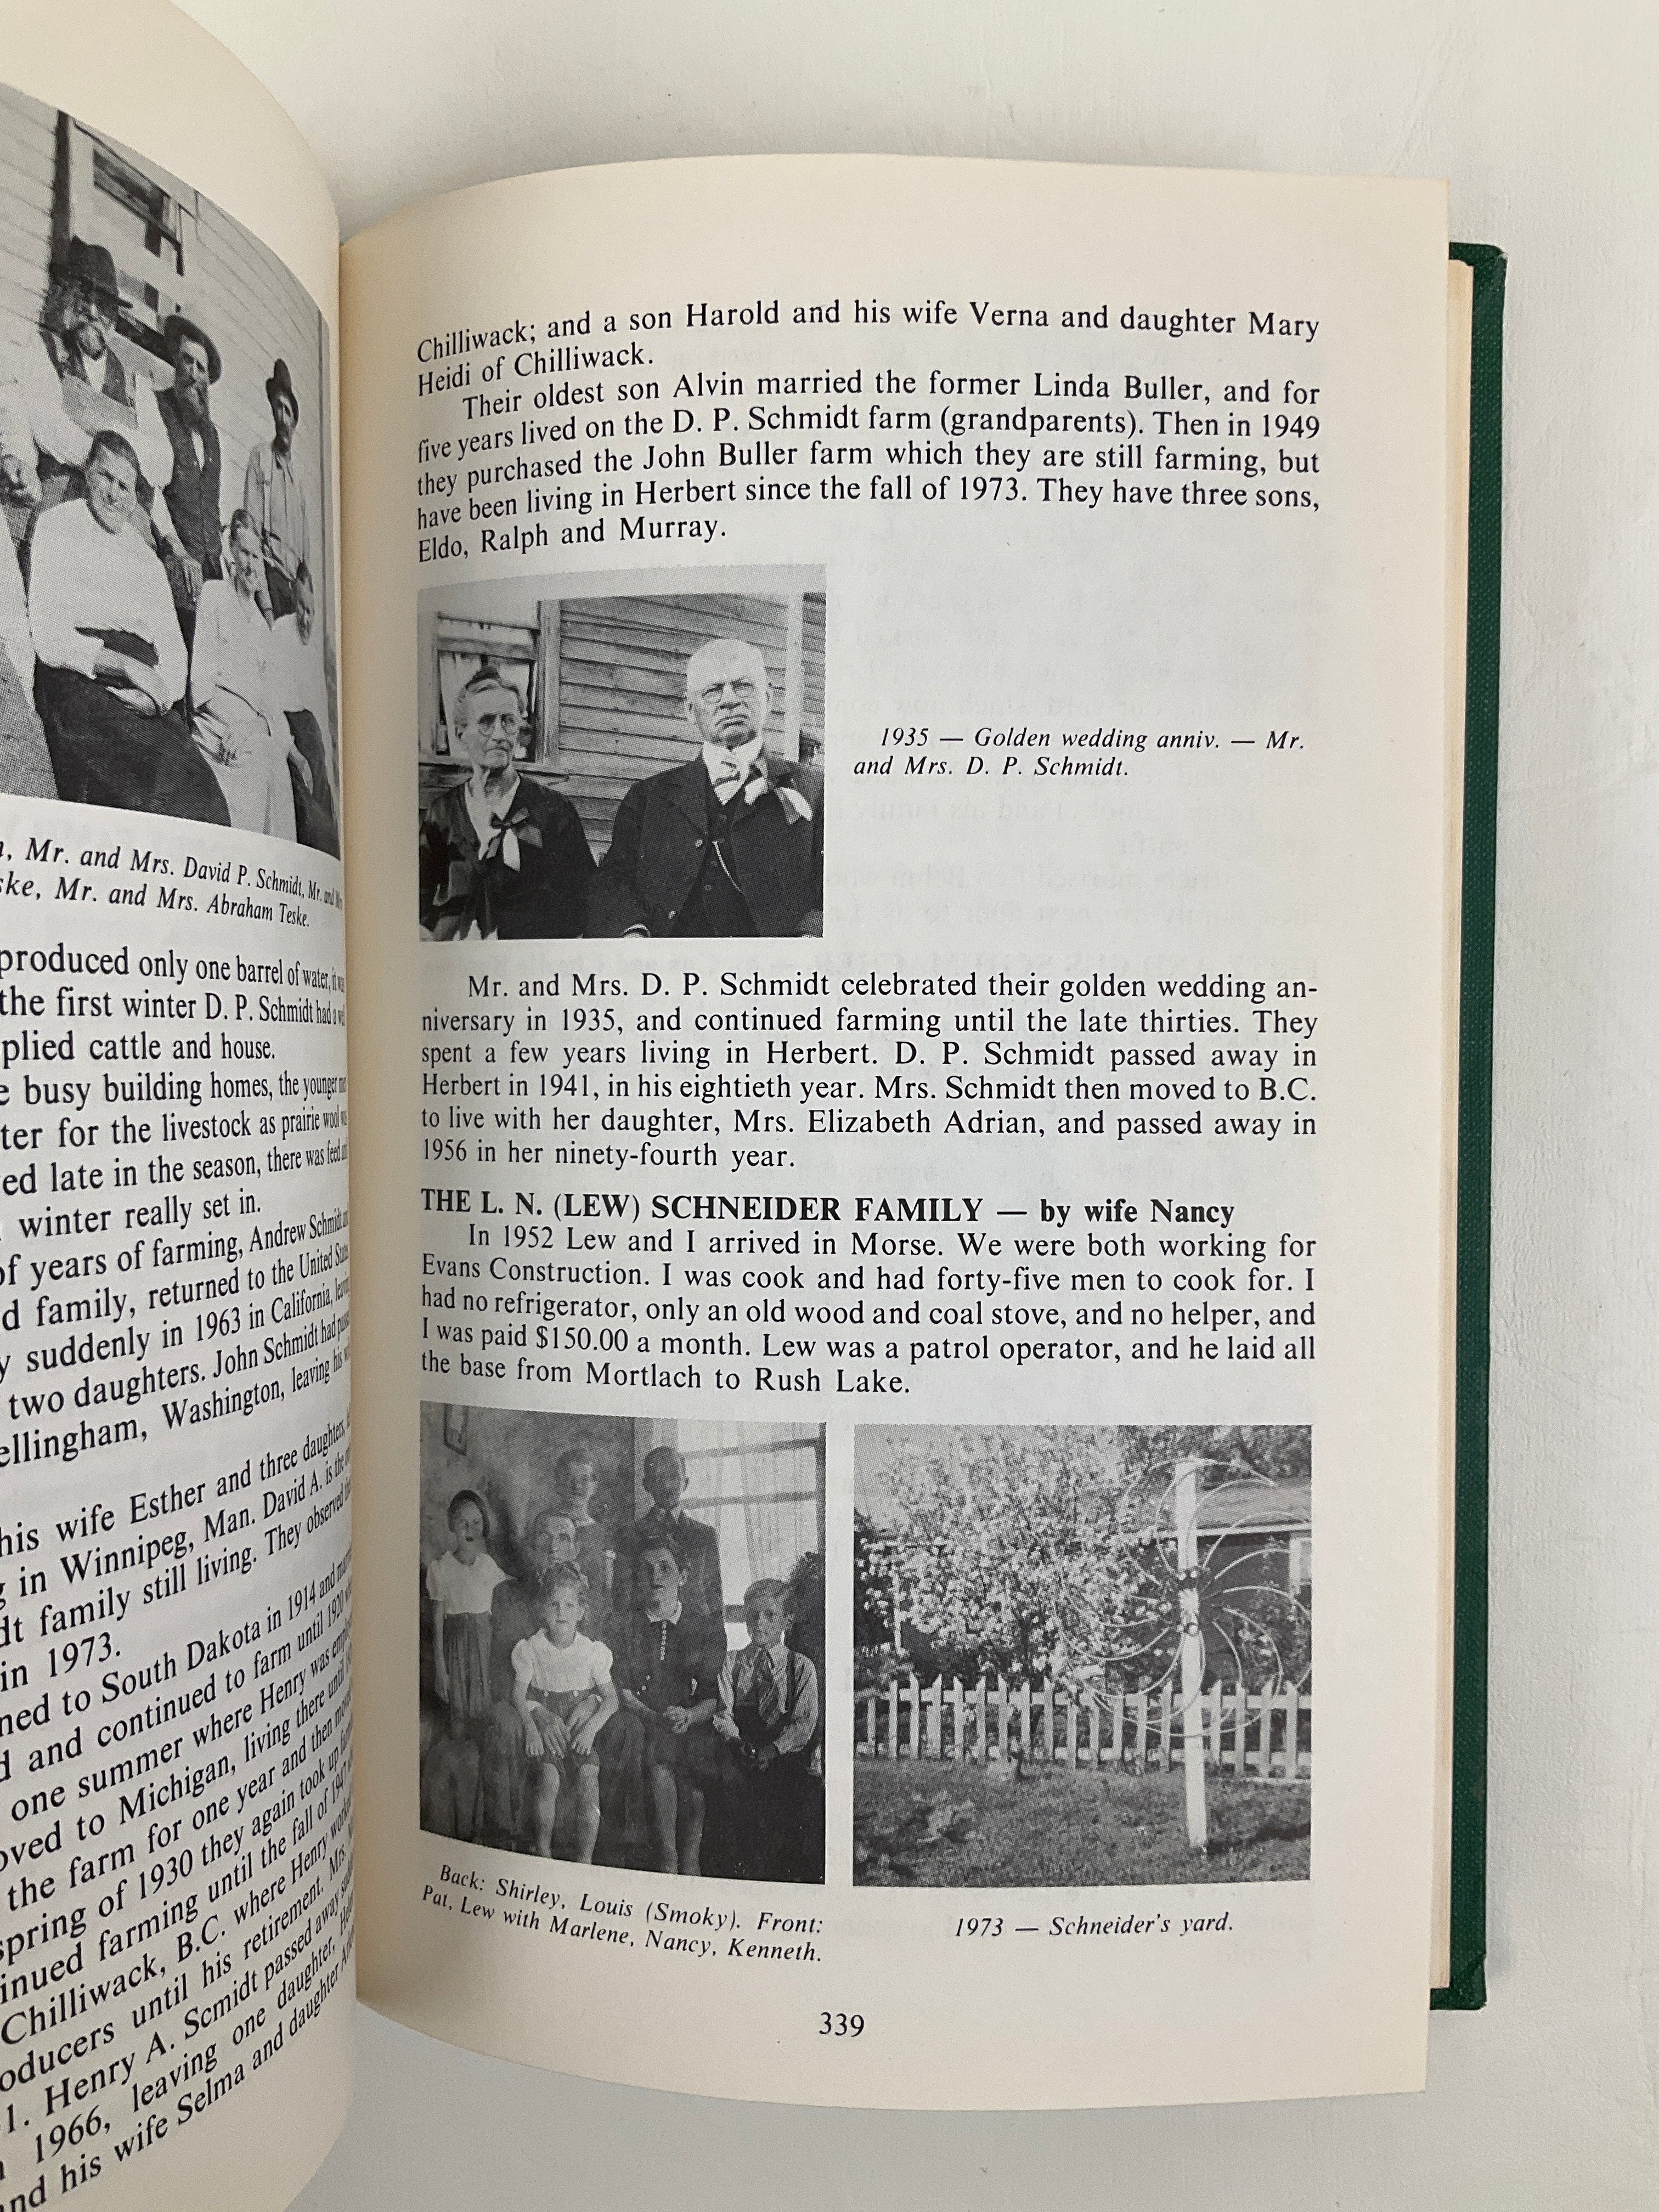 , Mr. and Mrs. David P. Schmidt, Mr. and
ske, Mr. and Mrs. Abraham Teske.
produced only one barrel of water, it
the first winter D. P. Schmidt had a
plied cattle and house.
e busy building homes, the younger
ter for the livestock as prairie wool
ed late in the season, there was feed
winter really set in.
of years of farming, Andrew Schmidt
d family, returned to the United
y suddenly in 1963 in California,
two daughters. John Schmidt had
ellingham, Washington, leaving his
his wife Esther and three daughters,
g in Winnipeg, Man. David A. is the
dt family still living. They observed
in 1973.
ned to South Dakota in 1914 and
d and continued to farm until 1920
one summer where Henry was
oved to Michigan, living there until
the farm for one year and then
spring of 1930 they again took up
inued farming until the fall of 1947
Chilliwack, B.C. where Henry
oducers until his retirement. Mrs.
1. Henry A. Scmidt passed away
1966, leaving one daughter,
nd his wife Selma and daughter
Chilliwack; and a son Harold and his wife Verna and daughter Mary
Heidi of Chilliwack.
Their oldest son Alvin married the former Linda Buller, and for
five years lived on the D. P. Schmidt farm (grandparents). Then in 1949
they purchased the John Buller farm which they are still farming, but
have been living in Herbert since the fall of 1973. They have three sons,
Eldo, Ralph and Murray.
1935 — Golden wedding anniv. — Mr.
and Mrs. D. P. Schmidt.
Mr. and Mrs. D. P. Schmidt celebrated their golden wedding an-
niversary in 1935, and continued farming until the late thirties. They
spent a few years living in Herbert. D. P. Schmidt passed away in
Herbert in 1941, in his eightieth year. Mrs. Schmidt then moved to B.C.
to live with her daughter, Mrs. Elizabeth Adrian, and passed away in
1956 in her ninety-fourth year.
THE L. N. (LEW) SCHNEIDER FAMILY — by wife Nancy
In 1952 Lew and I arrived in Morse. We were both working for
Evans Construction. I was cook and had forty-five men to cook for. I
had no refrigerator, only an old wood and coal stove, and no helper, and
I was paid $150.00 a month. Lew was a patrol operator, and he laid all
the base from Mortlach to Rush Lake.
Back: Shirley, Louis (Smoky). Front:
Pat, Lew with Marlene, Nancy, Kenneth.
1973 — Schneider's yard.
339